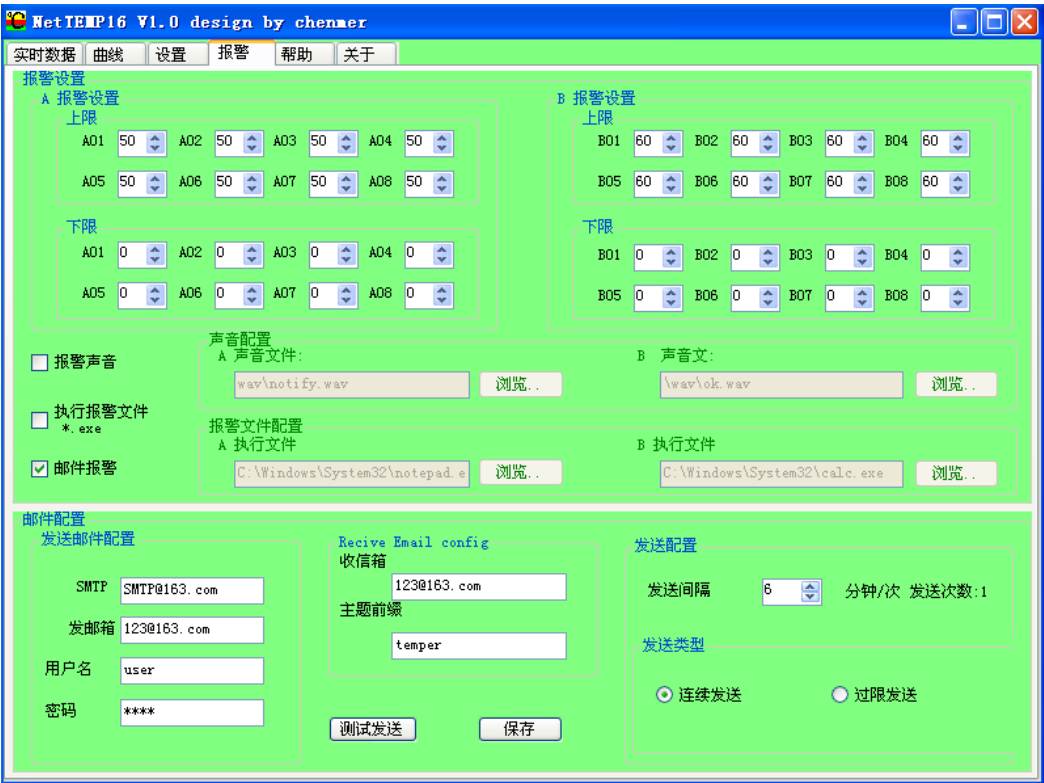 NetTEMP16 V1.0 design by chenmer
实时数据 曲线 设置 报警 帮助 关于
报警设置
A 报警设置
上限
A01 50 A02 50 A03 50 A04 50
A05 50 A06 50 A07 50 A08 50
下限
A01 0 A02 0 A03 0 A04 0
A05 0 A06 0 A07 0 A08 0
B 报警设置
上限
B01 60 B02 60 B03 60 B04 60
B05 60 B06 60 B07 60 B08 60
下限
B01 0 B02 0 B03 0 B04 0
B05 0 B06 0 B07 0 B08 0
报警声音
执行报警文件
*.exe
邮件报警
声音配置
A 声音文件: B 声音文:
wav\notify.wav 浏览.. \wav\ok.wav 浏览..
报警文件配置
A 执行文件 B 执行文件
C:\Windows\System32\notepad.e 浏览.. C:\Windows\System32\calc.exe 浏览..
邮件配置
发送邮件配置
SMTP SMTP@163.com
发邮箱 123@163.com
用户名 user
密码 ****
Recive Email config
收信箱
123@163.com
主题前缀
temper
测试发送 保存
发送配置
发送间隔 6 分钟/次 发送次数:1
发送类型
连续发送 过限发送